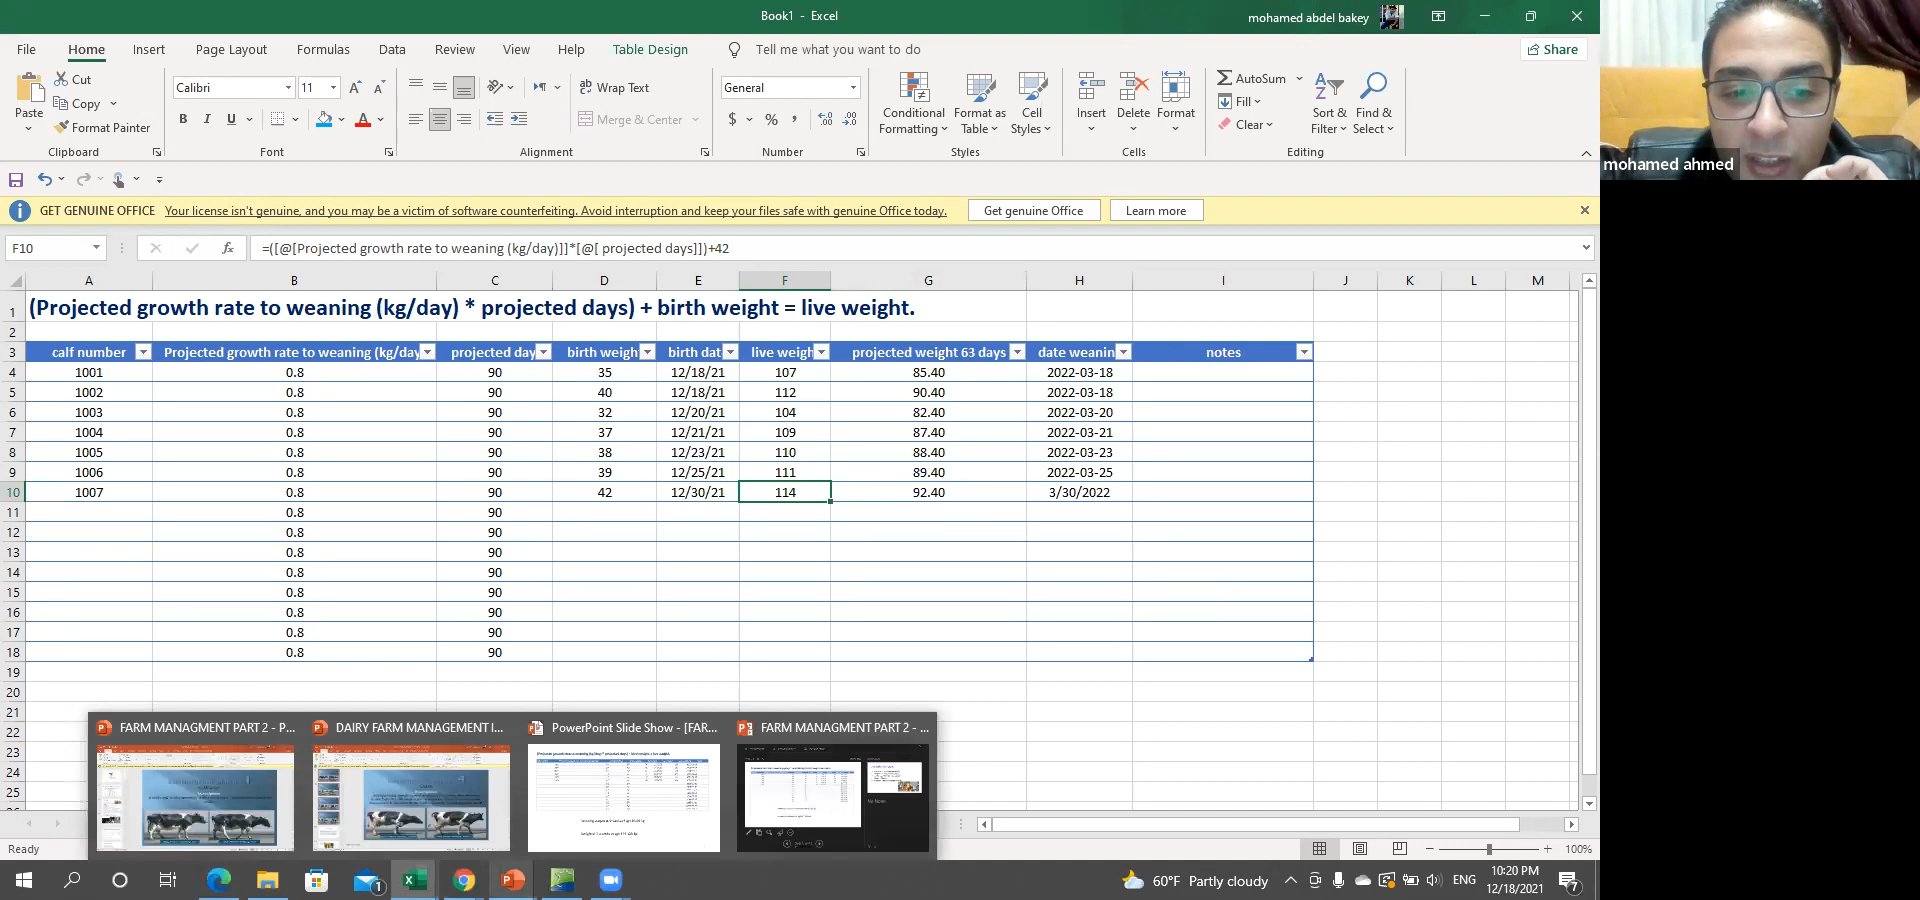 Book1 - Excel
mohamed abdel bakey
File Home Insert Page Layout Formulas Data Review View Help Table Design Tell me what you want to do Share
Paste
Cut
Copy
Format Painter
Clipboard
Calibri 11
B I U
Font
Wrap Text
Merge & Center
Alignment
General
$ % ,
Number
Conditional Formatting
Format as Table
Cell Styles
Styles
Insert Delete Format
Cells
AutoSum
Fill
Clear
Sort & Filter
Find & Select
Editing
mohamed ahmed
GET GENUINE OFFICE Your license isn't genuine, and you may be a victim of software counterfeiting. Avoid interruption and keep your files safe with genuine Office today. Get genuine Office Learn more
F10 fx =([@[Projected growth rate to weaning (kg/day)]]*[@[ projected days]])+42
A B C D E F G H I J K L M
1 (Projected growth rate to weaning (kg/day) * projected days) + birth weight = live weight.
2
3 calf number Projected growth rate to weaning (kg/day projected day birth weigh birth dat live weigh projected weight 63 days date weanin notes
4 1001 0.8 90 35 12/18/21 107 85.40 2022-03-18
5 1002 0.8 90 40 12/18/21 112 90.40 2022-03-18
6 1003 0.8 90 32 12/20/21 104 82.40 2022-03-20
7 1004 0.8 90 37 12/21/21 109 87.40 2022-03-21
8 1005 0.8 90 38 12/23/21 110 88.40 2022-03-23
9 1006 0.8 90 39 12/25/21 111 89.40 2022-03-25
10 1007 0.8 90 42 12/30/21 114 92.40 3/30/2022
11 0.8 90
12 0.8 90
13 0.8 90
14 0.8 90
15 0.8 90
16 0.8 90
17 0.8 90
18 0.8 90
19
20
21
22
23
24
25
FARM MANAGMENT PART 2 - P...
DAIRY FARM MANAGEMENT I...
PowerPoint Slide Show - [FAR...
FARM MANAGMENT PART 2 - ...
Ready
100%
1
60°F Partly cloudy
ENG
10:20 PM
12/18/2021
7